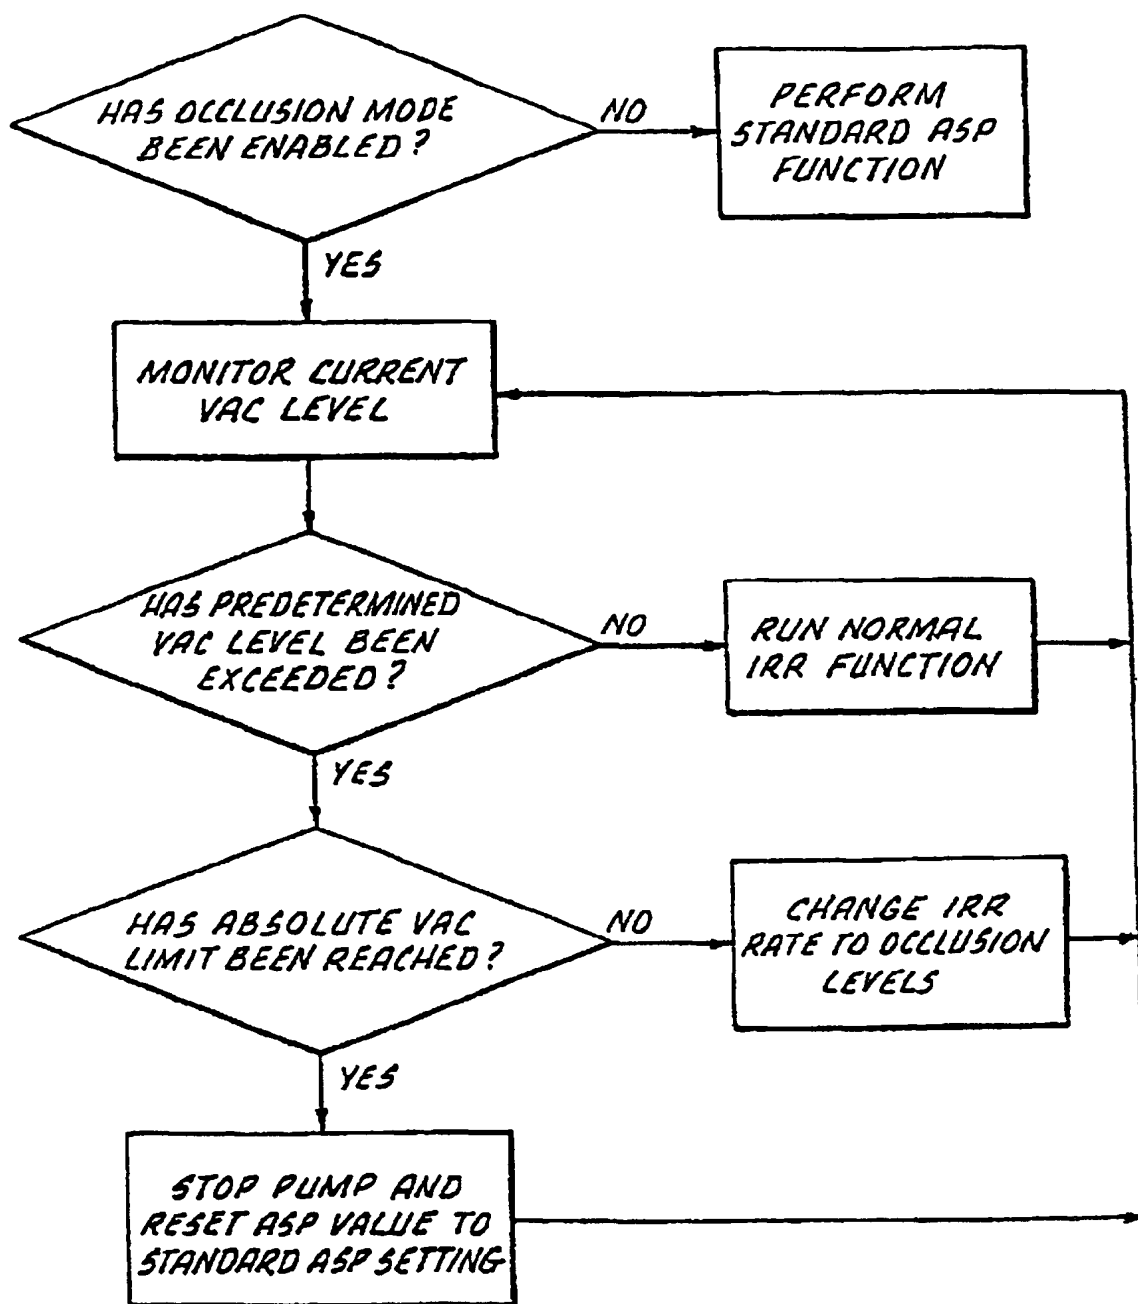 HAS OCCLUSION MODE
BEEN ENABLED?
NO
PERFORM
STANDARD ASP
FUNCTION
YES
MONITOR CURRENT
VAC LEVEL
HAS PREDETERMINED
VAC LEVEL BEEN
EXCEEDED?
NO
RUN NORMAL
IRR FUNCTION
YES
HAS ABSOLUTE VAC
LIMIT BEEN REACHED?
NO
CHANGE IRR
RATE TO OCCLUSION
LEVELS
YES
STOP PUMP AND
RESET ASP VALUE TO
STANDARD ASP SETTING